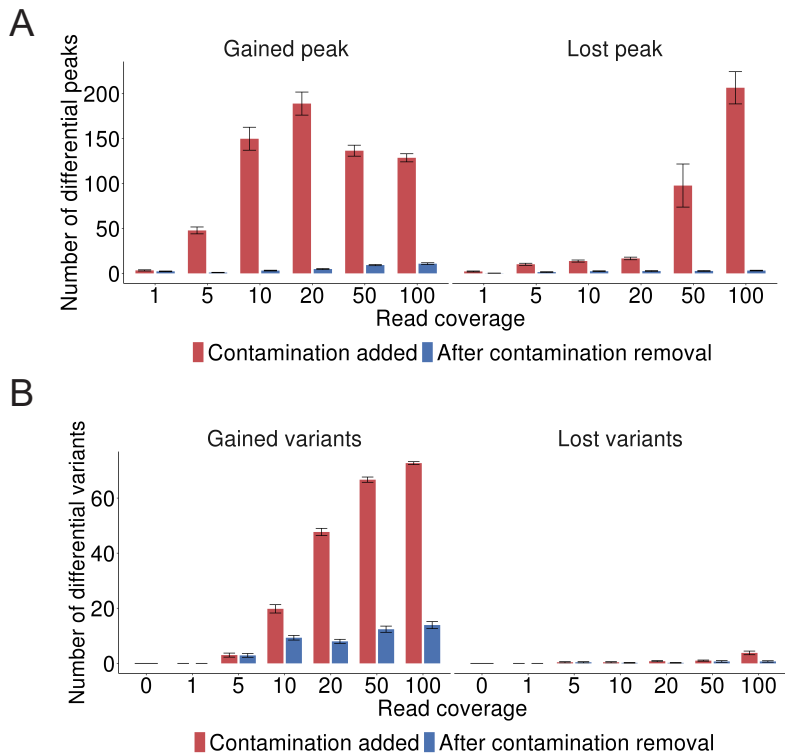 A
Gained peak
Lost peak
Number of differential peaks
200
150
100
50
0
1 5 10 20 50 100
1 5 10 20 50 100
Read coverage
Contamination added After contamination removal
B
Gained variants
Lost variants
Number of differential variants
60
40
20
0
0 1 5 10 20 50 100
0 1 5 10 20 50 100
Read coverage
Contamination added After contamination removal